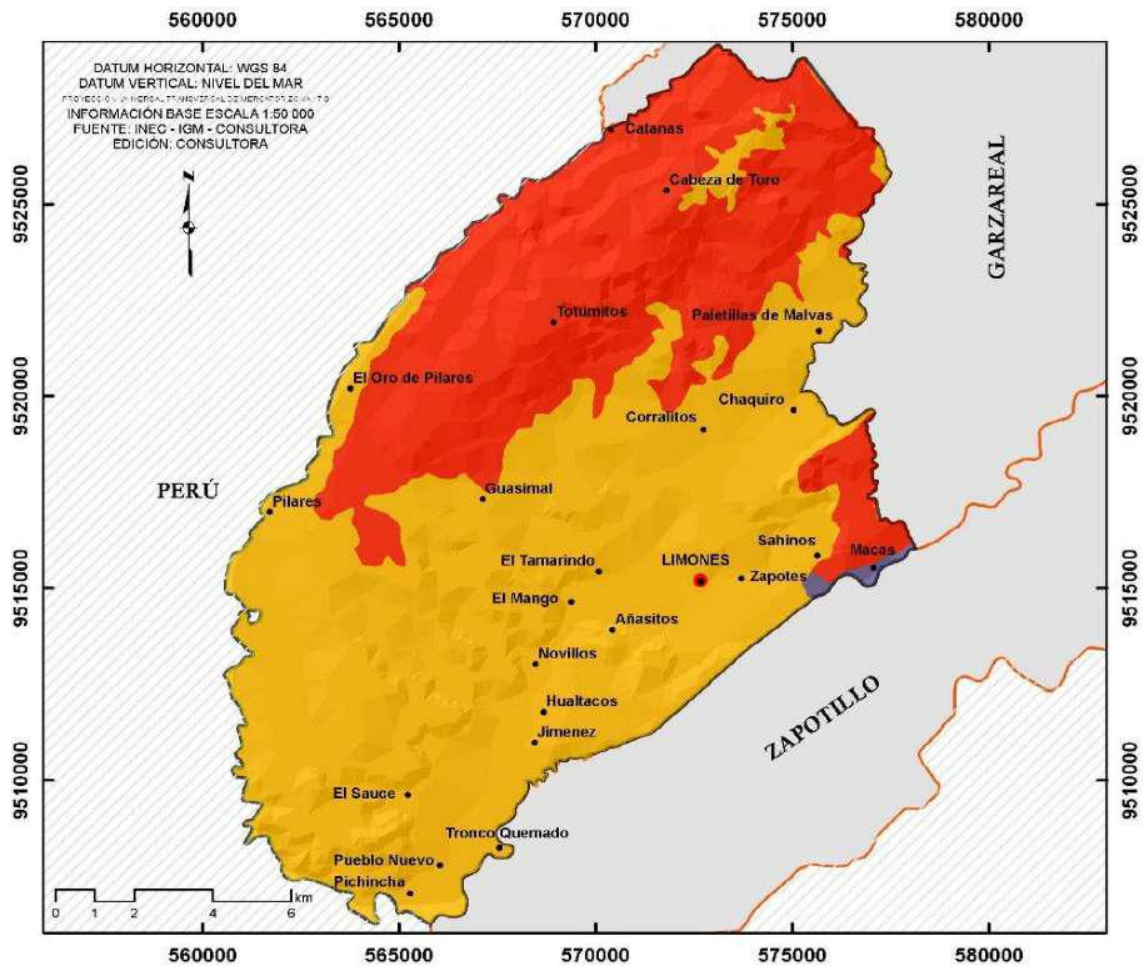 560000 565000 570000 575000 580000
DATUM HORIZONTAL: WGS 84
DATUM VERTICAL: NIVEL DEL MAR
INFORMACIÓN BASE ESCALA 1:50 000
FUENTE: INEC - IGM - CONSULTORA
EDICIÓN: CONSULTORA
Catanas
GARZAREAL
Cabeza de Toro
9525000 9525000
Totumitos
Paletillas de Malvas
El Oro de Pilares
9520000 9520000
Chaquiro
Corralitos
PERÚ
Guasimal
Pilares
Sahinos
Macas
El Tamarindo
LIMONES
Zapotes
9515000 9515000
El Mango
Añasitos
Novillos
ZAPOTILLO
Hualtacos
Jimenez
9510000 9510000
El Sauce
Tronco Quemado
Pueblo Nuevo
Pichincha
km
0 1 2 4 6
560000 565000 570000 575000 580000